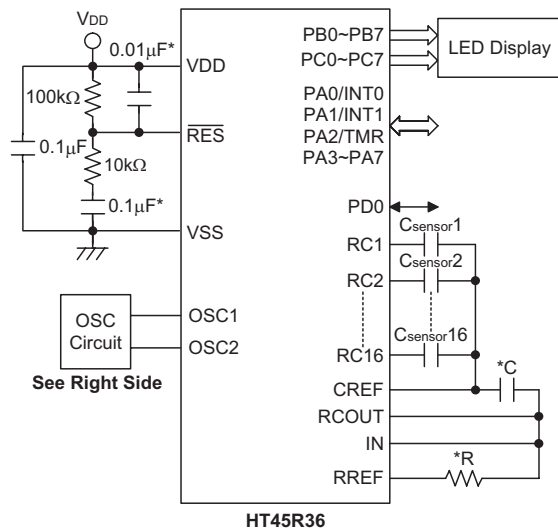 VDD
0.01μF*
VDD
100kΩ
RES
0.1μF
10kΩ
0.1μF*
VSS
OSC
Circuit
See Right Side
OSC1
OSC2
PB0~PB7
PC0~PC7
LED Display
PA0/INT0
PA1/INT1
PA2/TMR
PA3~PA7
PD0
RC1
Csensor1
RC2
Csensor2
RC16
Csensor16
CREF
*C
RCOUT
IN
RREF
*R
HT45R36